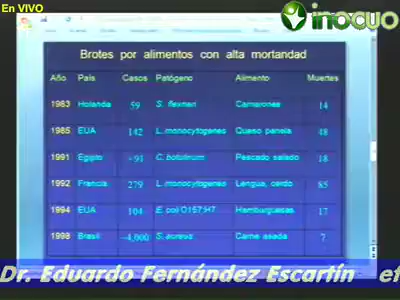 En VIVO
inocuo
Brotes por alimentos con alta mortandad
Año País Casos Patógeno Alimento Muertes
1983 Holanda 59 S. flexneri Camarones 14
1985 EUA 142 L. monocytogenes Queso panela 48
1991 Egipto +91 C. botulinum Pescado salado 18
1992 Francia 279 L. monocytogenes Lengua, cerdo 85
1994 EUA 104 E. coli O157:H7 Hamburguesas 17
1998 Brasil ~4,000 S. aureus Carne asada 7
Dr. Eduardo Fernández Escartín ef